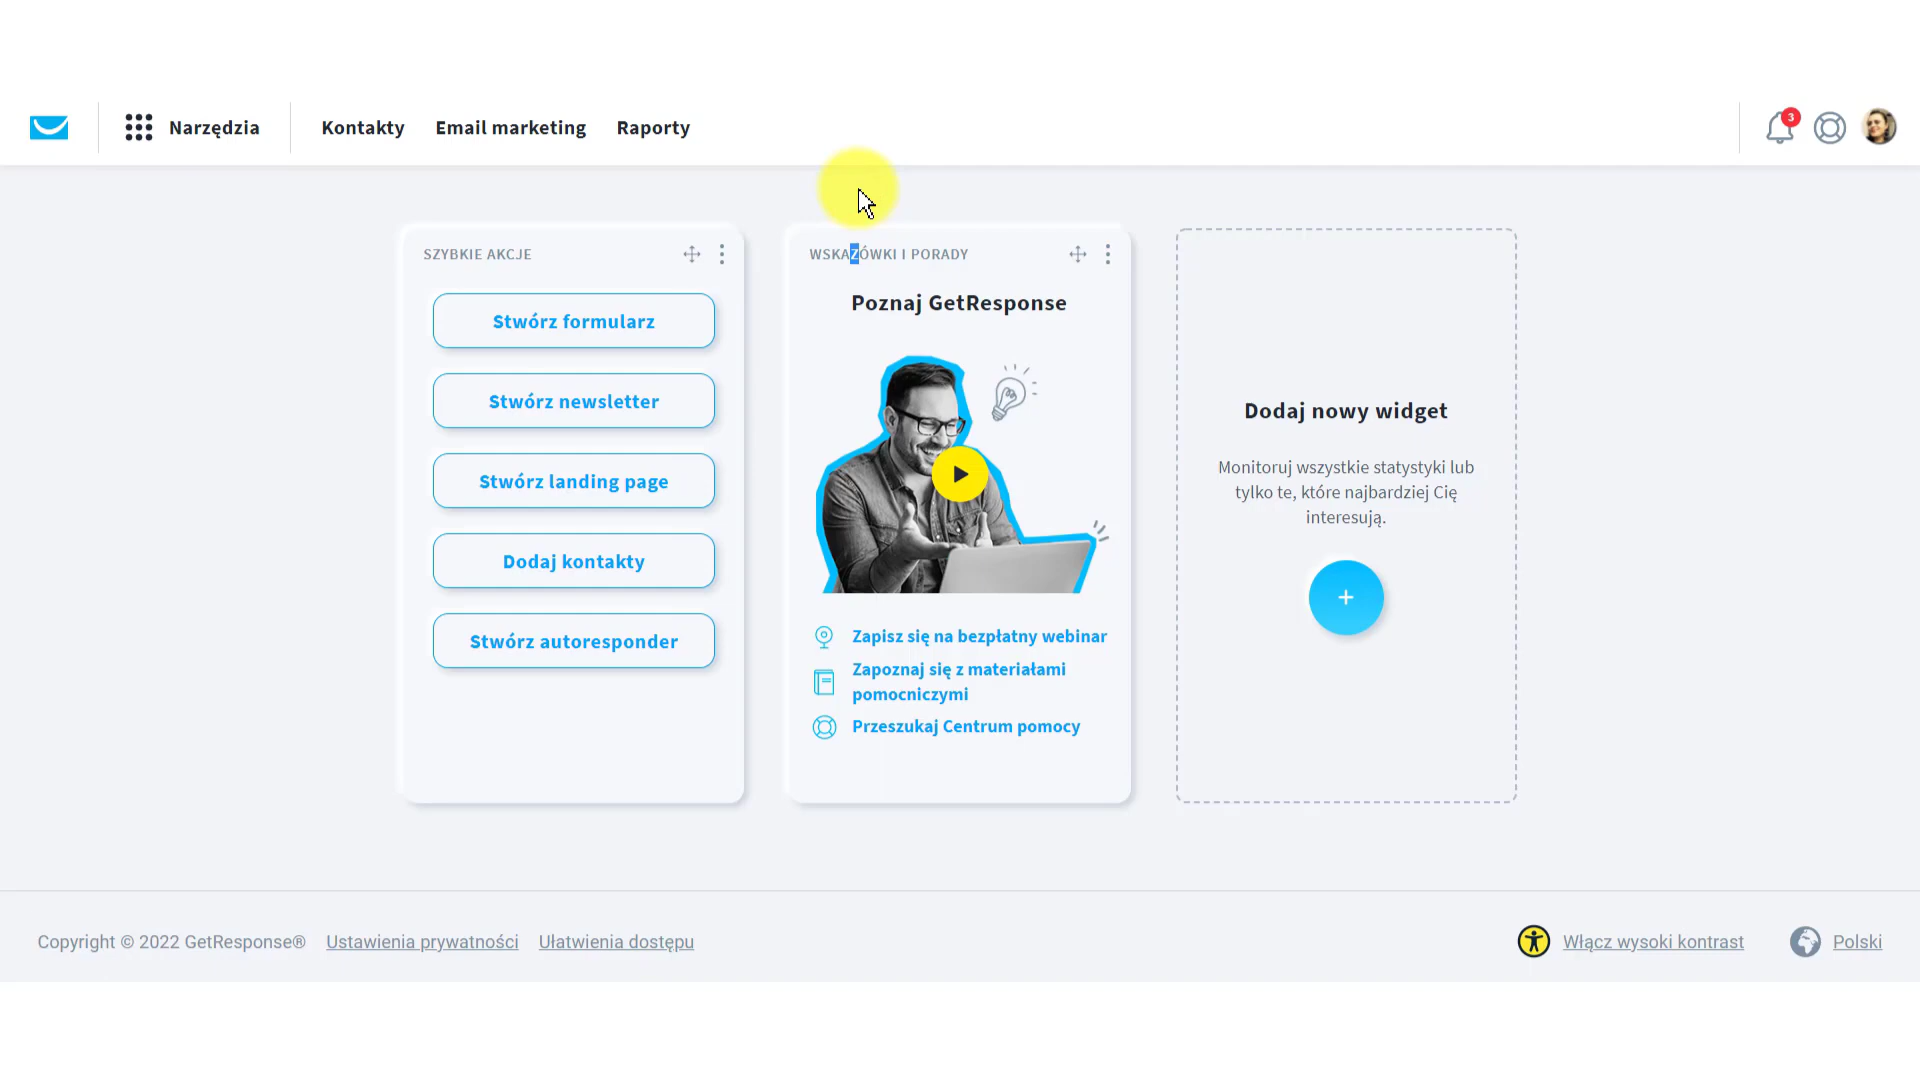 Narzędzia
Kontakty
Email marketing
Raporty
3
SZYBKIE AKCJE
Stwórz formularz
Stwórz newsletter
Stwórz landing page
Dodaj kontakty
Stwórz autoresponder
WSKAZÓWKI I PORADY
Poznaj GetResponse
Zapisz się na bezpłatny webinar
Zapoznaj się z materiałami
pomocniczymi
Przeszukaj Centrum pomocy
Dodaj nowy widget
Monitoruj wszystkie statystyki lub
tylko te, które najbardziej Cię
interesują.
Copyright © 2022 GetResponse®
Ustawienia prywatności
Ułatwienia dostępu
Włącz wysoki kontrast
Polski